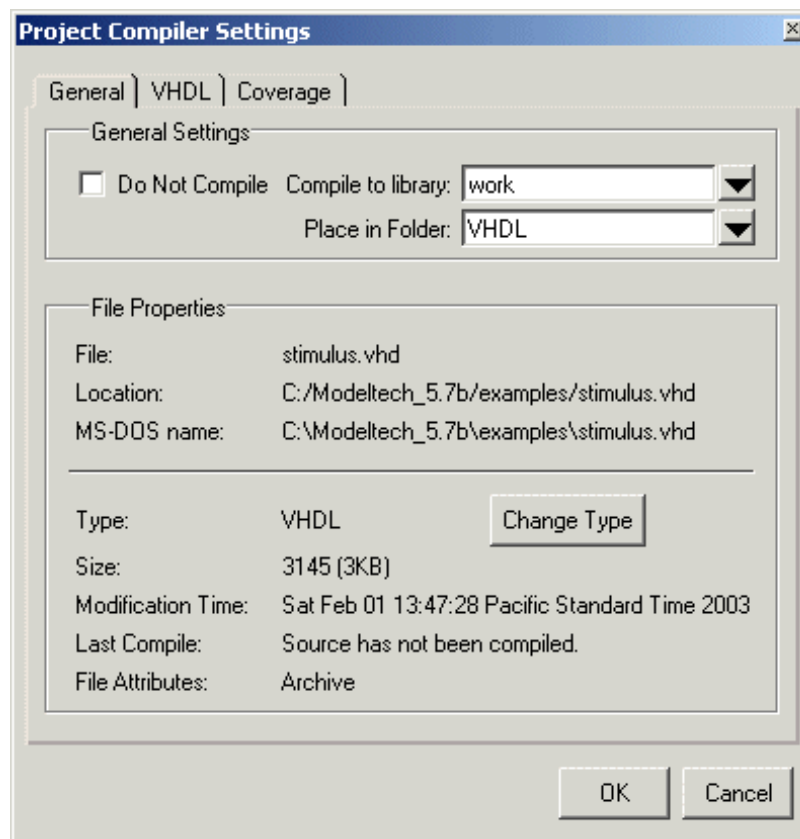 Project Compiler Settings
General VHDL Coverage
General Settings
Do Not Compile Compile to library: work
Place in Folder: VHDL
File Properties
File: stimulus.vhd
Location: C:/Modeltech_5.7b/examples/stimulus.vhd
MS-DOS name: C:\Modeltech_5.7b\examples\stimulus.vhd
Type: VHDL Change Type
Size: 3145 (3KB)
Modification Time: Sat Feb 01 13:47:28 Pacific Standard Time 2003
Last Compile: Source has not been compiled.
File Attributes: Archive
OK Cancel